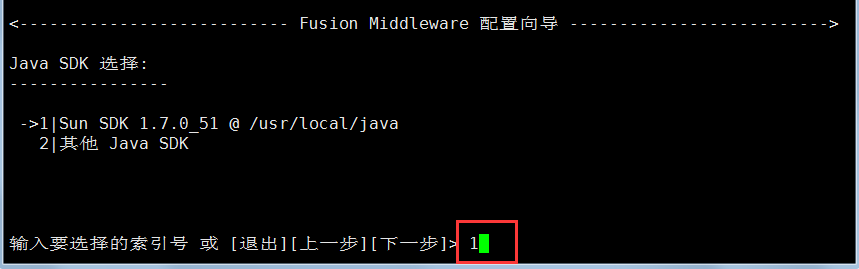 <---------------------------- Fusion Middleware 配置向导 --------------------------->
Java SDK 选择:
----------------
->1|Sun SDK 1.7.0_51 @ /usr/local/java
2|其他 Java SDK
输入要选择的索引号 或 [退出][上一步][下一步]> 1